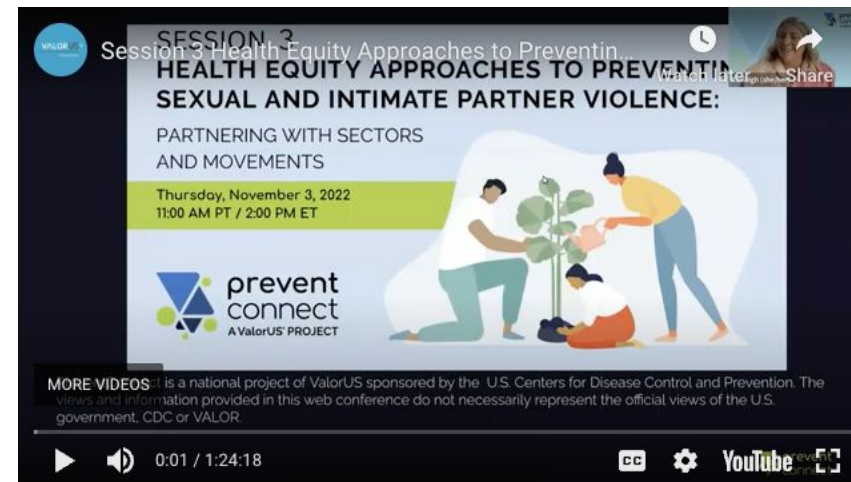 VALOR US
Session 3 Health Equity Approaches to Preventin...
Watch later
Share
SESSION 3
HEALTH EQUITY APPROACHES TO PREVENTIN
SEXUAL AND INTIMATE PARTNER VIOLENCE:
PARTNERING WITH SECTORS
AND MOVEMENTS
Thursday, November 3, 2022
11:00 AM PT / 2:00 PM ET
prevent
connect
A ValorUS® PROJECT
MORE VIDEOS
is a national project of ValorUS sponsored by the U.S. Centers for Disease Control and Prevention. The
views and information provided in this web conference do not necessarily represent the official views of the U.S.
government, CDC or VALOR.
0:01 / 1:24:18
CC
YouTube